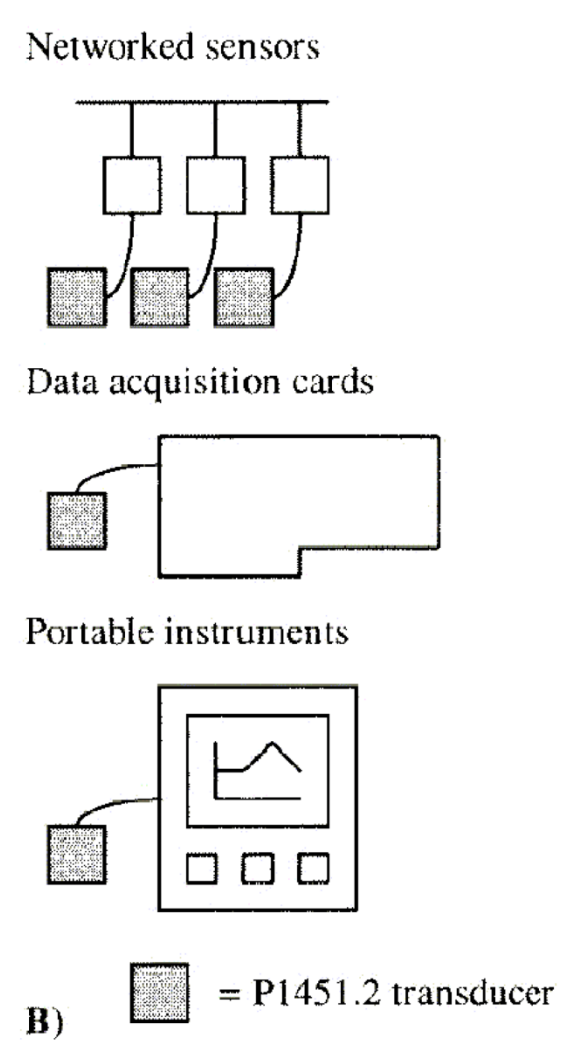 Networked sensors
Data acquisition cards
Portable instruments
= P1451.2 transducer
B)